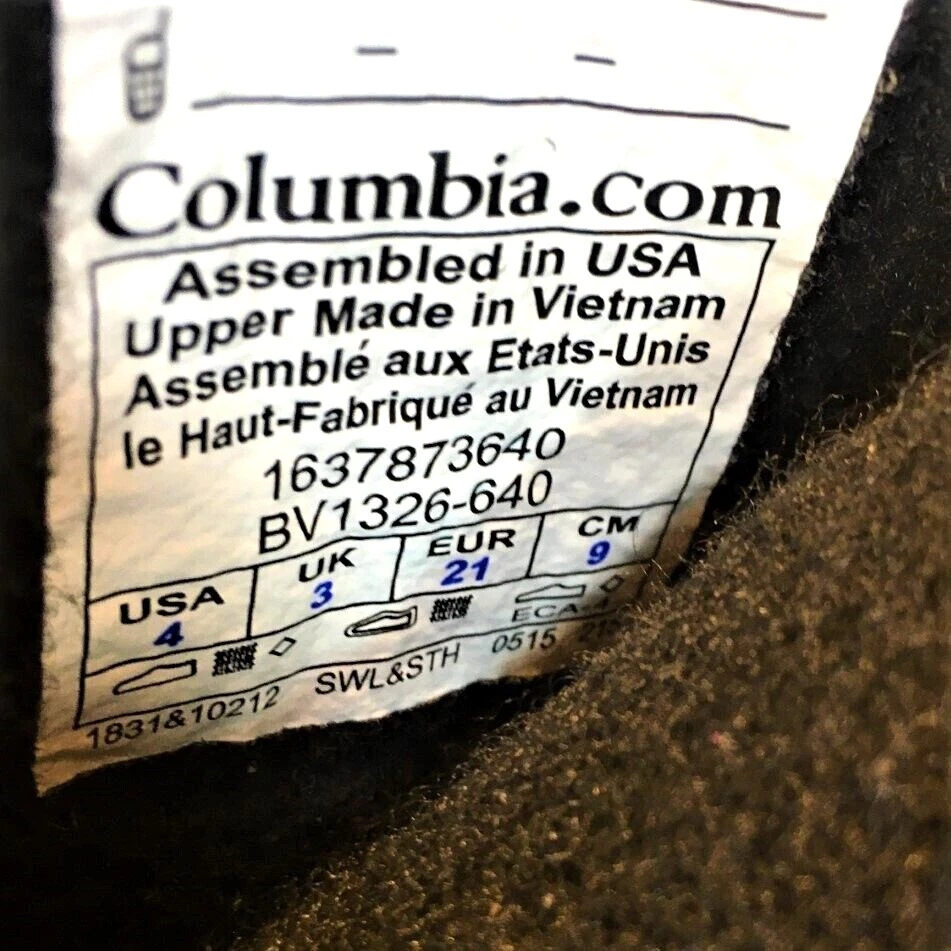 — —
Columbia.com
Assembled in USA
Upper Made in Vietnam
Assemblé aux Etats-Unis
le Haut-Fabriqué au Vietnam
1637873640
BV1326-640
USA UK EUR CM
4 3 21 9
1831&10212 SWL&STH 0515